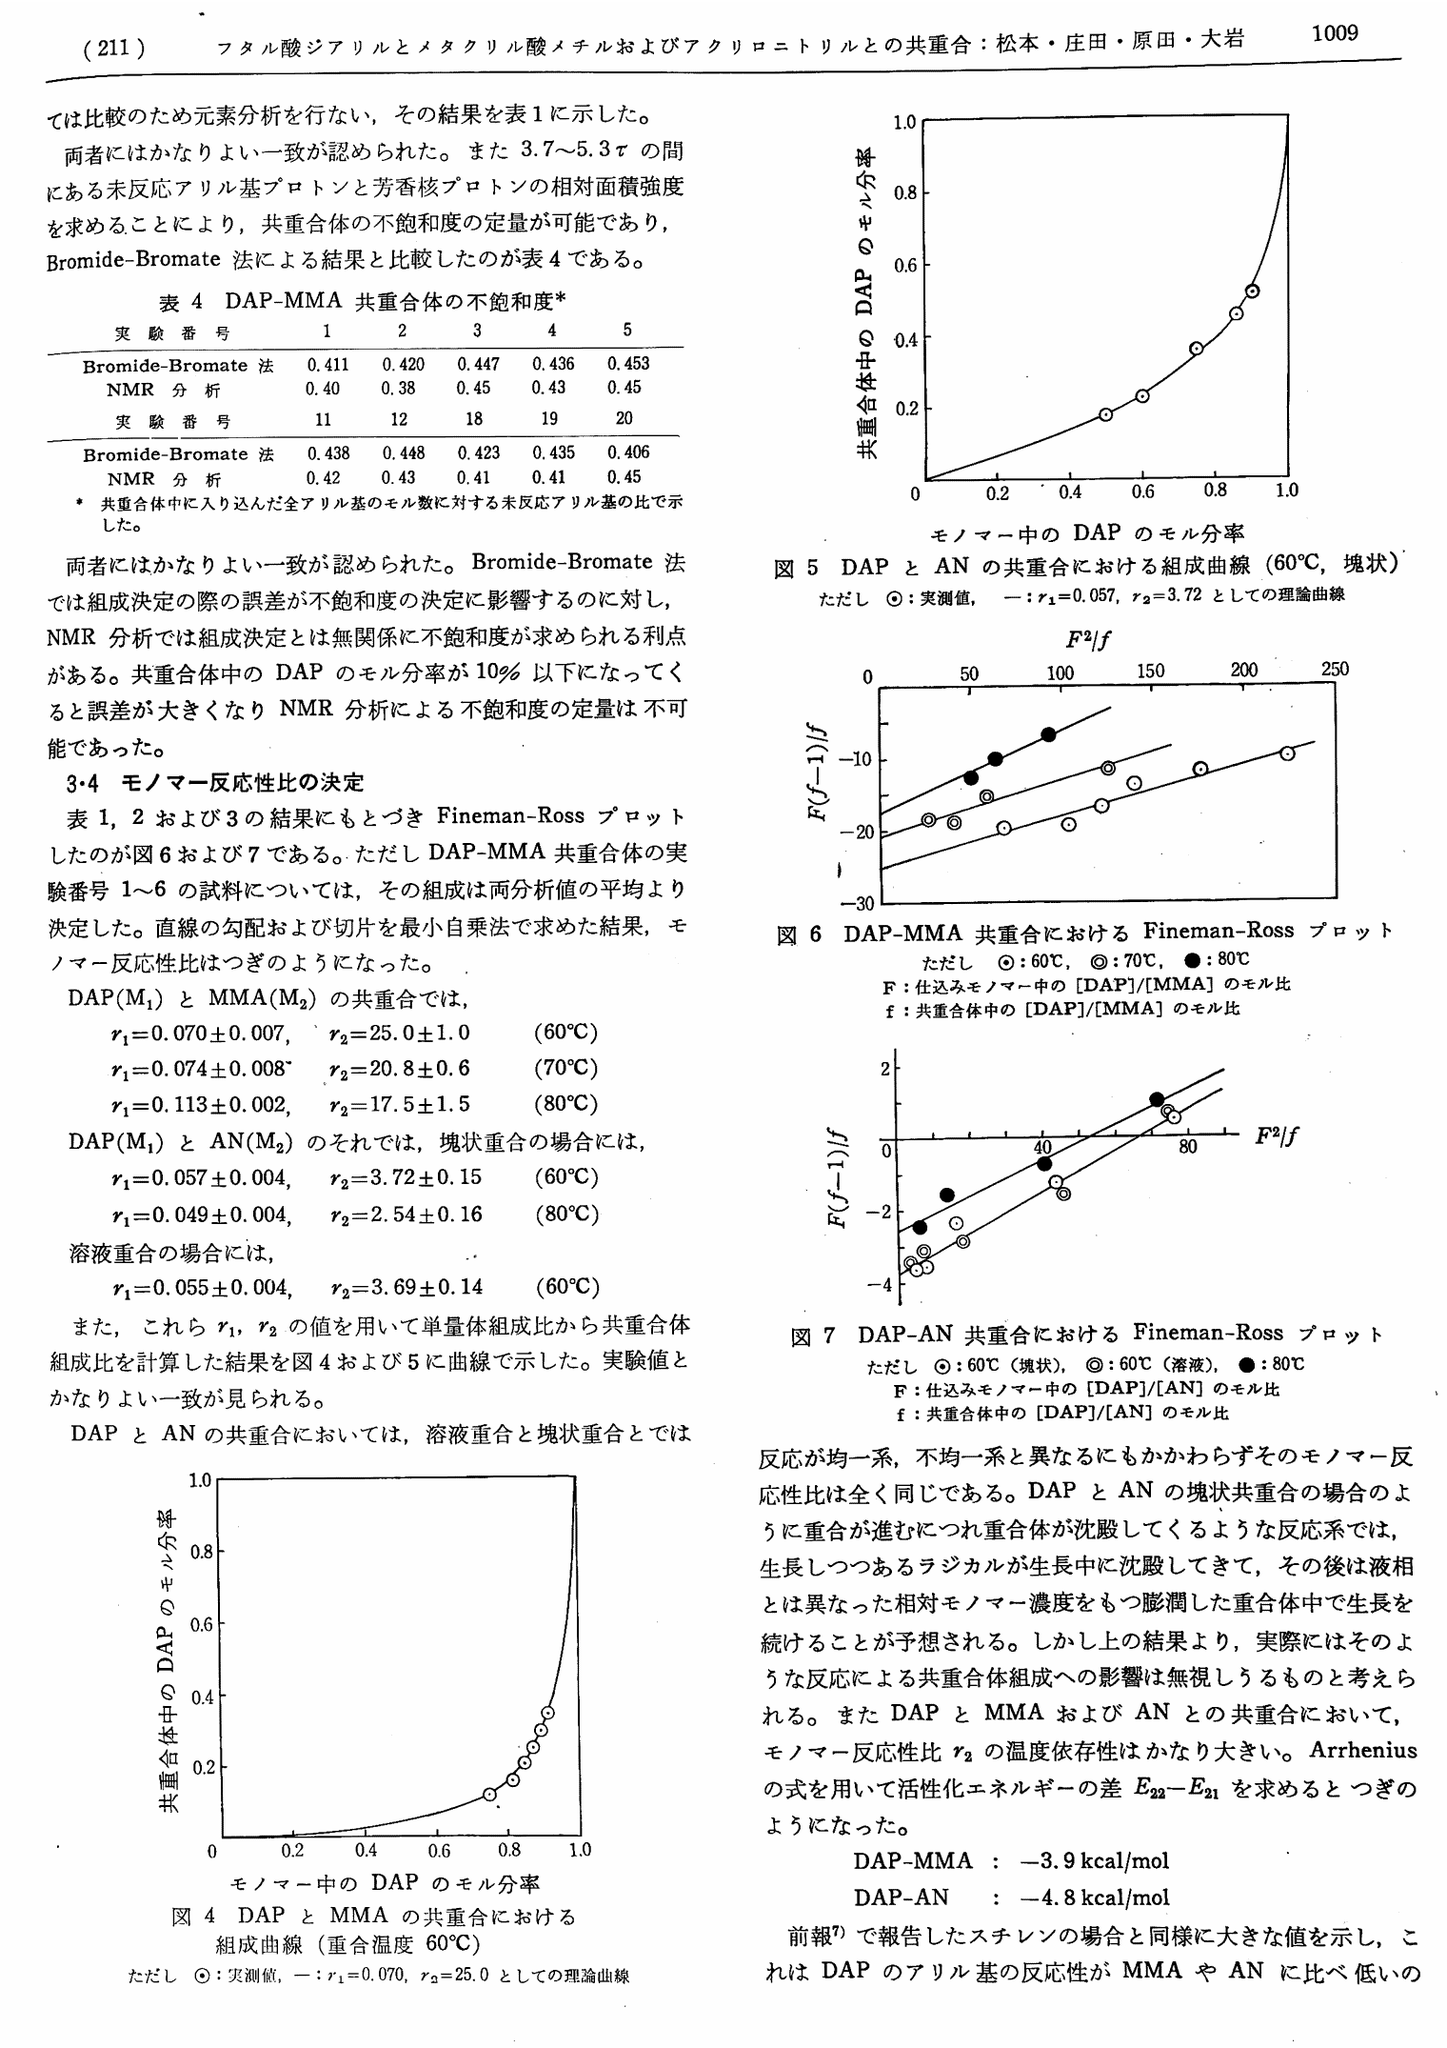 (211) フタル酸ジアリルとメタクリル酸メチルおよびアクリロニトリルとの共重合：松本・庄田・原田・大岩 1009
ては比較のため元素分析を行ない，その結果を表1に示した。
両者にはかなりよい一致が認められた。また 3.7〜5.3τ の間
にある未反応アリル基プロトンと芳香核プロトンの相対面積強度
を求めることにより，共重合体の不飽和度の定量が可能であり，
Bromide-Bromate 法による結果と比較したのが表4である。
表 4 DAP-MMA 共重合体の不飽和度*
実 験 番 号 1 2 3 4 5
Bromide-Bromate 法 0.411 0.420 0.447 0.436 0.453
NMR 分 析 0.40 0.38 0.45 0.43 0.45
実 験 番 号 11 12 18 19 20
Bromide-Bromate 法 0.438 0.448 0.423 0.435 0.406
NMR 分 析 0.42 0.43 0.41 0.41 0.45
* 共重合体中に入り込んだ全アリル基のモル数に対する未反応アリル基の比で示
した。
両者にはかなりよい一致が認められた。Bromide-Bromate 法
では組成決定の際の誤差が不飽和度の決定に影響するのに対し，
NMR 分析では組成決定とは無関係に不飽和度が求められる利点
がある。共重合体中の DAP のモル分率が 10% 以下になってく
ると誤差が大きくなり NMR 分析による不飽和度の定量は不可
能であった。
3・4 モノマー反応性比の決定
表 1，2 および3の結果にもとづき Fineman-Ross プロット
したのが図6および7である。ただし DAP-MMA 共重合体の実
験番号 1〜6 の試料については，その組成は両分析値の平均より
決定した。直線の勾配および切片を最小自乗法で求めた結果，モ
ノマー反応性比はつぎのようになった。
DAP(M₁) と MMA(M₂) の共重合では，
r₁=0.070±0.007, r₂=25.0±1.0 (60℃)
r₁=0.074±0.008 r₂=20.8±0.6 (70℃)
r₁=0.113±0.002, r₂=17.5±1.5 (80℃)
DAP(M₁) と AN(M₂) のそれでは，塊状重合の場合には，
r₁=0.057±0.004, r₂=3.72±0.15 (60℃)
r₁=0.049±0.004, r₂=2.54±0.16 (80℃)
溶液重合の場合には，
r₁=0.055±0.004, r₂=3.69±0.14 (60℃)
また，これら r₁，r₂ の値を用いて単量体組成比から共重合体
組成比を計算した結果を図4および5に曲線で示した。実験値と
かなりよい一致が見られる。
DAP と AN の共重合においては，溶液重合と塊状重合とでは
共重合体中の DAP のモル分率
1.0
0.8
0.6
0.4
0.2
0 0.2 0.4 0.6 0.8 1.0
モノマー中の DAP のモル分率
図 4 DAP と MMA の共重合における
組成曲線（重合温度 60℃）
ただし ⊙：実測値，—：r₁=0.070, r₂=25.0 としての理論曲線
共重合体中の DAP のモル分率
1.0
0.8
0.6
0.4
0.2
0 0.2 0.4 0.6 0.8 1.0
モノマー中の DAP のモル分率
図 5 DAP と AN の共重合における組成曲線（60℃，塊状）
ただし ⊙：実測値，—：r₁=0.057, r₂=3.72 としての理論曲線
F²/f
0 50 100 150 200 250
F(f−1)/f
−10
−20
−30
図 6 DAP-MMA 共重合における Fineman-Ross プロット
ただし ⊙：60℃，◎：70℃，●：80℃
F：仕込みモノマー中の [DAP]/[MMA] のモル比
f：共重合体中の [DAP]/[MMA] のモル比
F(f−1)/f
2
0 40 80 F²/f
−2
−4
図 7 DAP-AN 共重合における Fineman-Ross プロット
ただし ⊙：60℃（塊状），◎：60℃（溶液），●：80℃
F：仕込みモノマー中の [DAP]/[AN] のモル比
f：共重合体中の [DAP]/[AN] のモル比
反応が均一系，不均一系と異なるにもかかわらずそのモノマー反
応性比は全く同じである。DAP と AN の塊状共重合の場合のよ
うに重合が進むにつれ重合体が沈殿してくるような反応系では，
生長しつつあるラジカルが生長中に沈殿してきて，その後は液相
とは異なった相対モノマー濃度をもつ膨潤した重合体中で生長を
続けることが予想される。しかし上の結果より，実際にはそのよ
うな反応による共重合体組成への影響は無視しうるものと考えら
れる。また DAP と MMA および AN との共重合において，
モノマー反応性比 r₂ の温度依存性はかなり大きい。Arrhenius
の式を用いて活性化エネルギーの差 E₂₂−E₂₁ を求めるとつぎの
ようになった。
DAP-MMA : −3.9 kcal/mol
DAP-AN : −4.8 kcal/mol
前報⁷⁾ で報告したスチレンの場合と同様に大きな値を示し，こ
れは DAP のアリル基の反応性が MMA や AN に比べ低いの